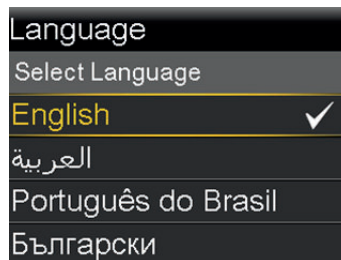 Language
Select Language
English
العربية
Português do Brasil
Български